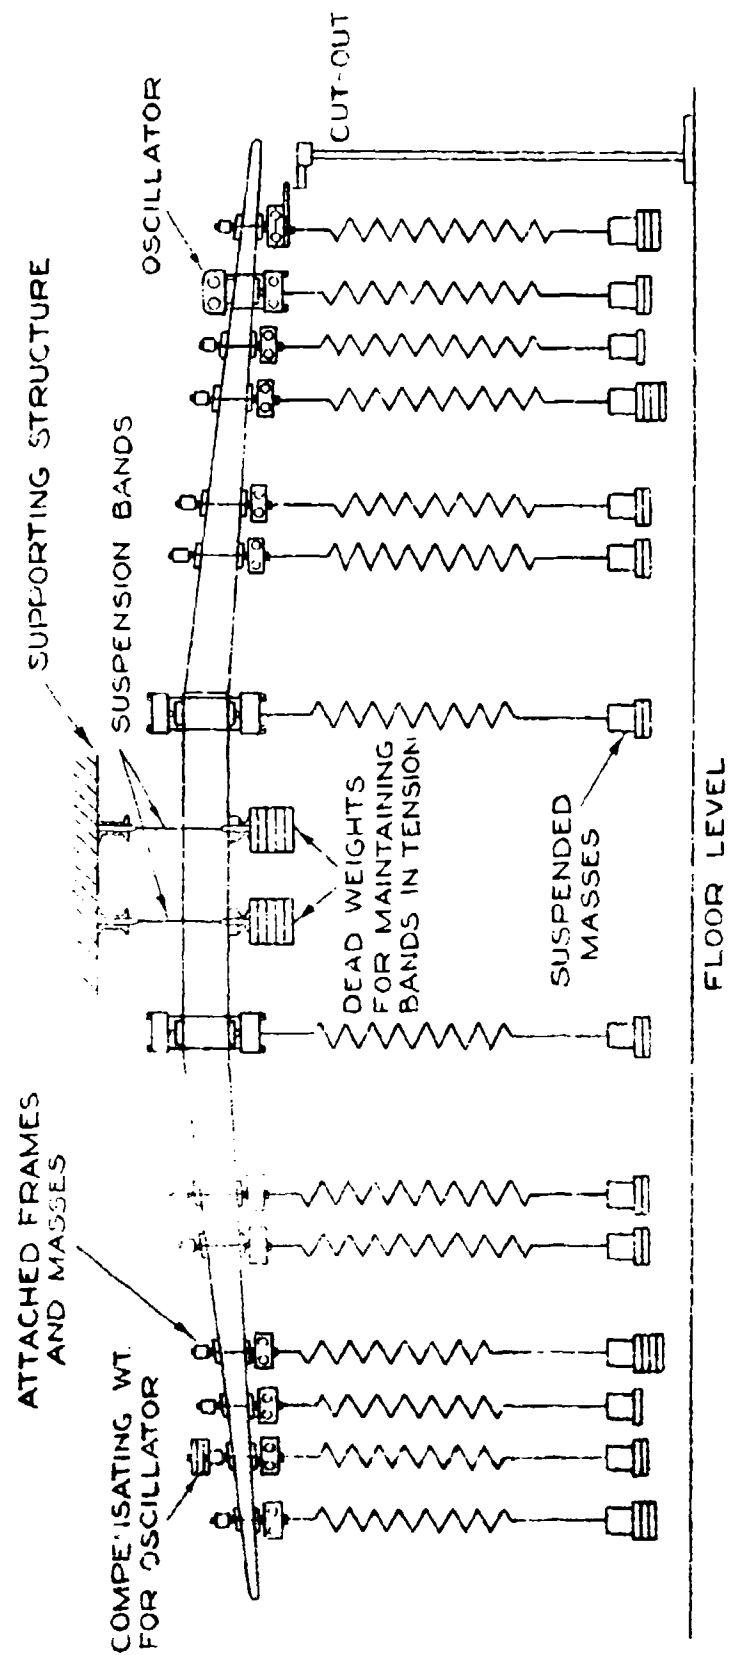 ATTACHED FRAMES
AND MASSES
COMPENSATING WT.
FOR OSCILLATOR
SUPPORTING STRUCTURE
SUSPENSION BANDS
OSCILLATOR
CUT-OUT
DEAD WEIGHTS
FOR MAINTAINING
BANDS IN TENSION
SUSPENDED
MASSES
FLOOR LEVEL